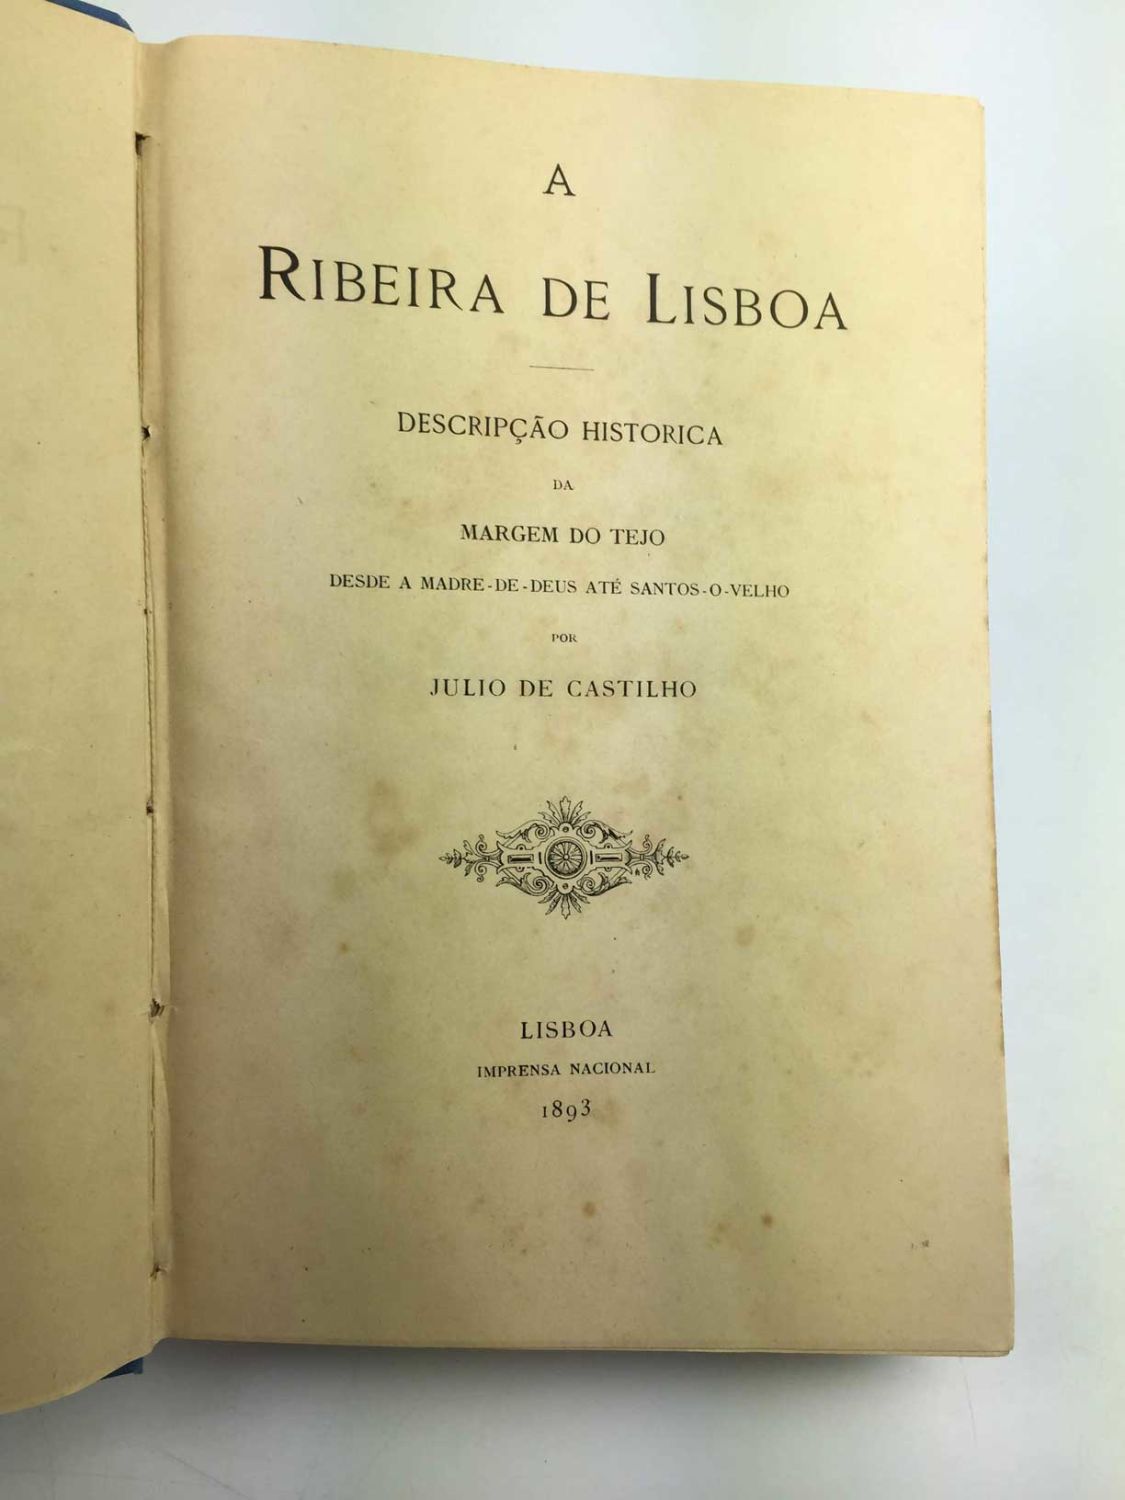 A
RIBEIRA DE LISBOA
DESCRIPÇÃO HISTORICA
DA
MARGEM DO TEJO
DESDE A MADRE-DE-DEUS ATÉ SANTOS-O-VELHO
POR
JULIO DE CASTILHO
LISBOA
IMPRENSA NACIONAL
1893